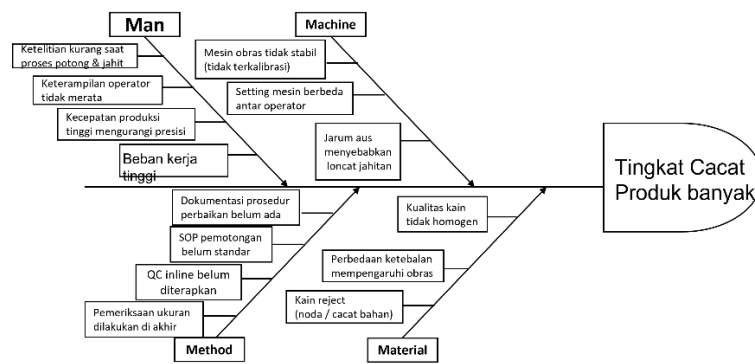 Man
Ketelitian kurang saat
proses potong & jahit
Keterampilan operator
tidak merata
Kecepatan produksi
tinggi mengurangi presisi
Beban kerja
tinggi
Machine
Mesin obras tidak stabil
(tidak terkalibrasi)
Setting mesin berbeda
antar operator
Jarum aus
menyebabkan
loncat jahitan
Tingkat Cacat
Produk banyak
Dokumentasi prosedur
perbaikan belum ada
SOP pemotongan
belum standar
QC inline belum
diterapkan
Pemeriksaan ukuran
dilakukan di akhir
Method
Kualitas kain
tidak homogen
Perbedaan ketebalan
mempengaruhi obras
Kain reject
(noda / cacat bahan)
Material